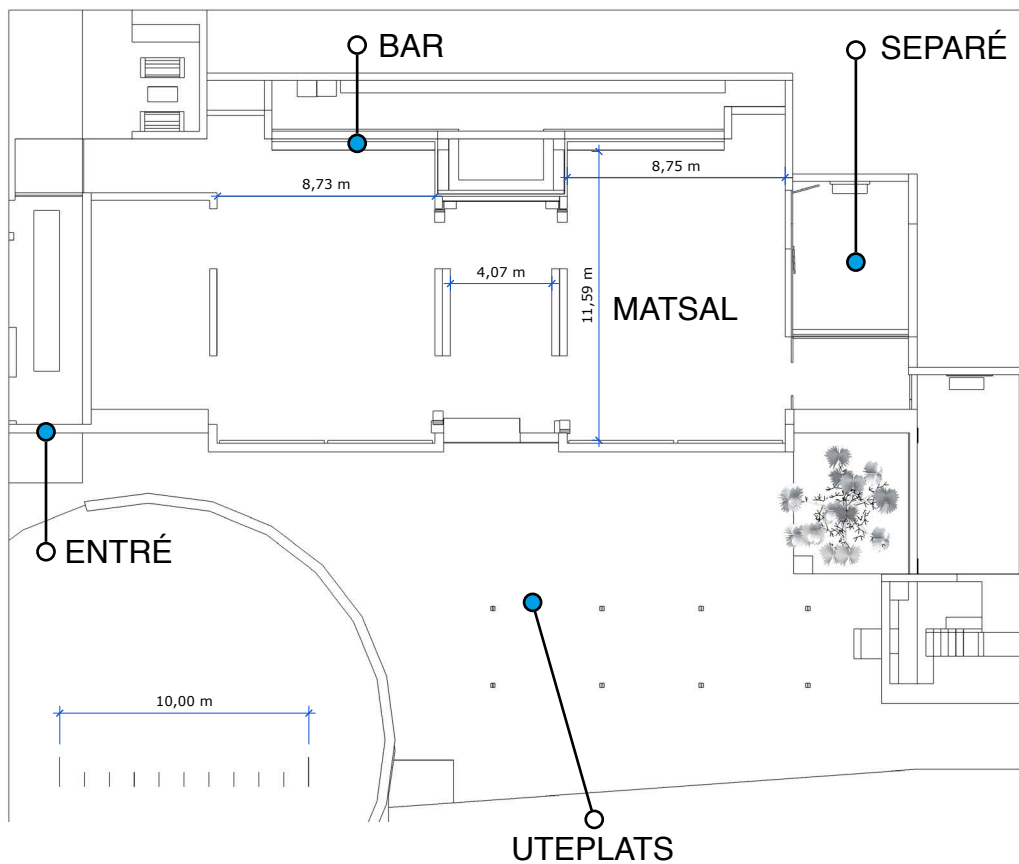 BAR
SEPARÉ
8,73 m
8,75 m
4,07 m
11,59 m
MATSAL
ENTRÉ
10,00 m
UTEPLATS